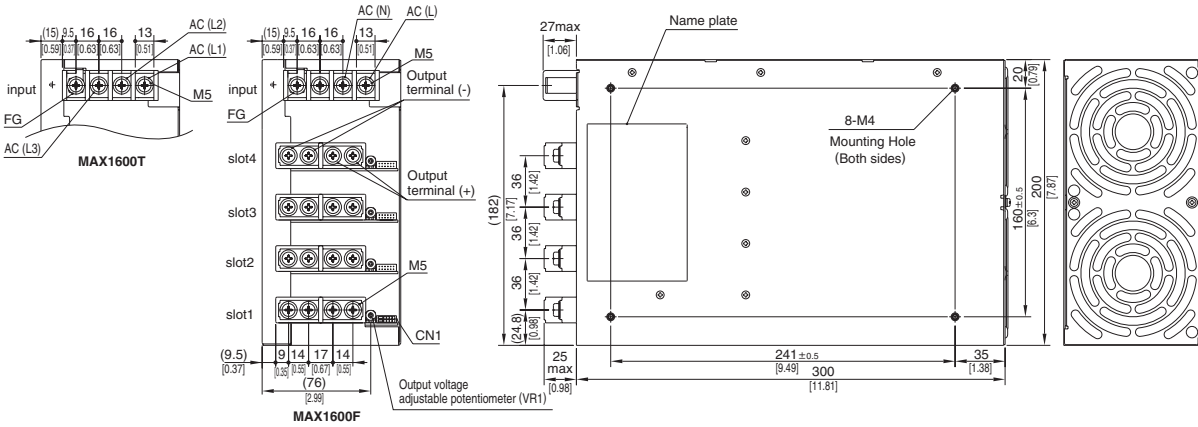 (15) 9.5 16 16 13
[0.59] 0.37 [0.63] [0.63] [0.51]
AC (L2)
AC (L1)
input
M5
FG
AC (L3)
MAX1600T
AC (N)
AC (L)
(15) 9.5 16 16 13
[0.59] 0.37 [0.63] [0.63] [0.51]
M5
Output
terminal (-)
input
FG
slot4
Output
terminal (+)
slot3
slot2
M5
slot1
CN1
(9.5) 9 14 17 14
[0.37] [0.35] [0.55] [0.67] [0.55]
(76)
[2.99]
Output voltage
adjustable potentiometer (VR1)
MAX1600F
27max
[1.06]
Name plate
8-M4
Mounting Hole
(Both sides)
(182)
[7.17]
36
[1.42]
36
[1.42]
36
[1.42]
(24.8)
[0.98]
25
max
[0.98]
241 ±0.5
[9.49]
35
[1.38]
300
[11.81]
20
[0.79]
160±0.5
[6.3]
200
[7.87]